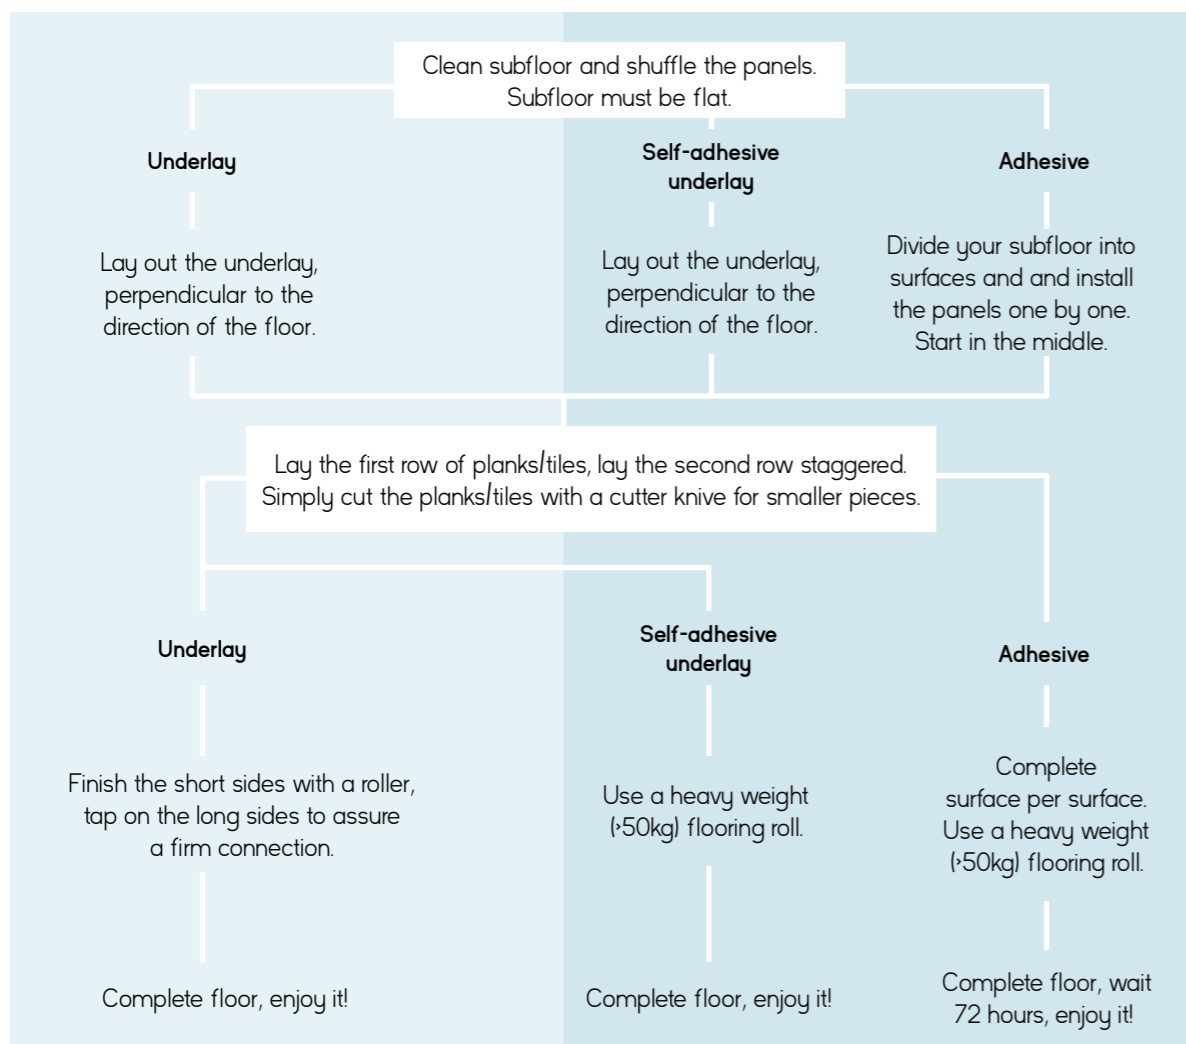 Clean subfloor and shuffle the panels.
Subfloor must be flat.
Underlay
Lay out the underlay,
perpendicular to the
direction of the floor.
Self-adhesive
underlay
Lay out the underlay,
perpendicular to the
direction of the floor.
Adhesive
Divide your subfloor into
surfaces and and install
the panels one by one.
Start in the middle.
Lay the first row of planks/tiles, lay the second row staggered.
Simply cut the planks/tiles with a cutter knive for smaller pieces.
Underlay
Finish the short sides with a roller,
tap on the long sides to assure
a firm connection.
Complete floor, enjoy it!
Self-adhesive
underlay
Use a heavy weight
(>50kg) flooring roll.
Complete floor, enjoy it!
Adhesive
Complete
surface per surface.
Use a heavy weight
(>50kg) flooring roll.
Complete floor, wait
72 hours, enjoy it!